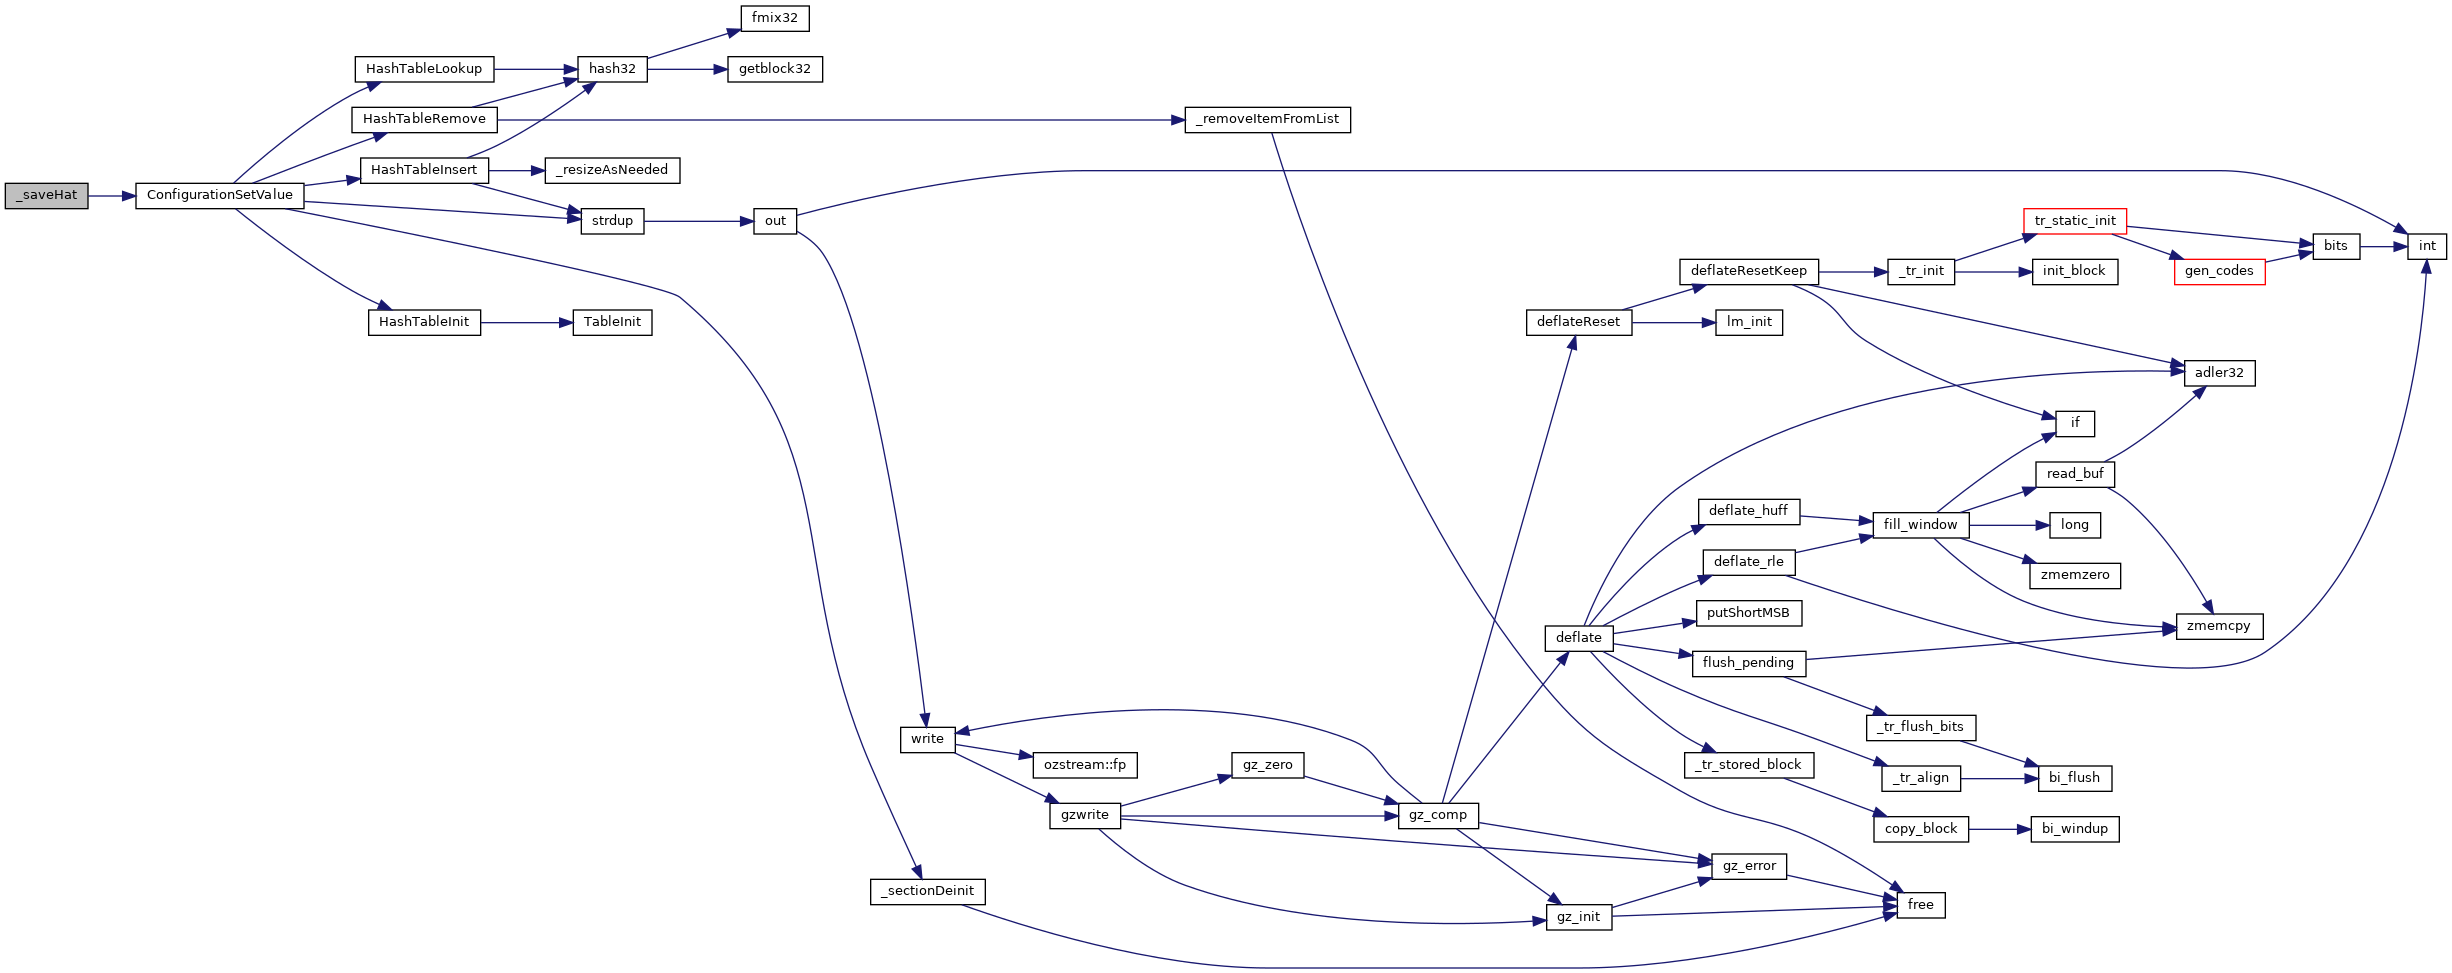 fmix32
HashTableLookup
hash32
getblock32
HashTableRemove
_removeItemFromList
HashTableInsert
_resizeAsNeeded
_saveHat
ConfigurationSetValue
strdup
out
tr_static_init
bits
int
deflateResetKeep
_tr_init
init_block
gen_codes
HashTableInit
TableInit
deflateReset
lm_init
adler32
if
read_buf
deflate_huff
fill_window
long
deflate_rle
zmemzero
putShortMSB
zmemcpy
deflate
flush_pending
_tr_flush_bits
write
ozstream::fp
gz_zero
_tr_stored_block
_tr_align
bi_flush
gzwrite
gz_comp
copy_block
bi_windup
gz_error
_sectionDeinit
free
gz_init